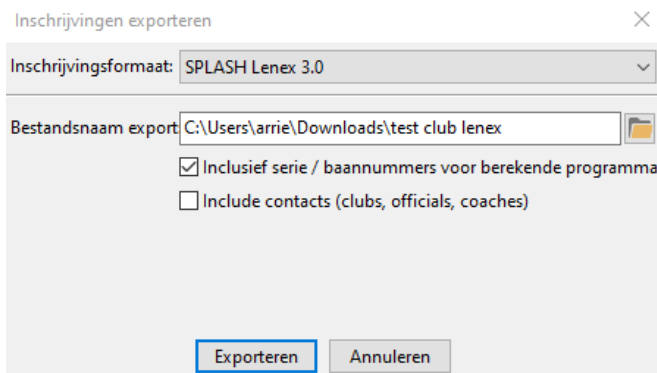 Inschrijvingen exporteren
Inschrijvingsformaat: SPLASH Lenex 3.0
Bestandsnaam export C:\Users\arrie\Downloads\test club lenex
Inclusief serie / baannummers voor berekende programma
Include contacts (clubs, officials, coaches)
Exporteren Annuleren